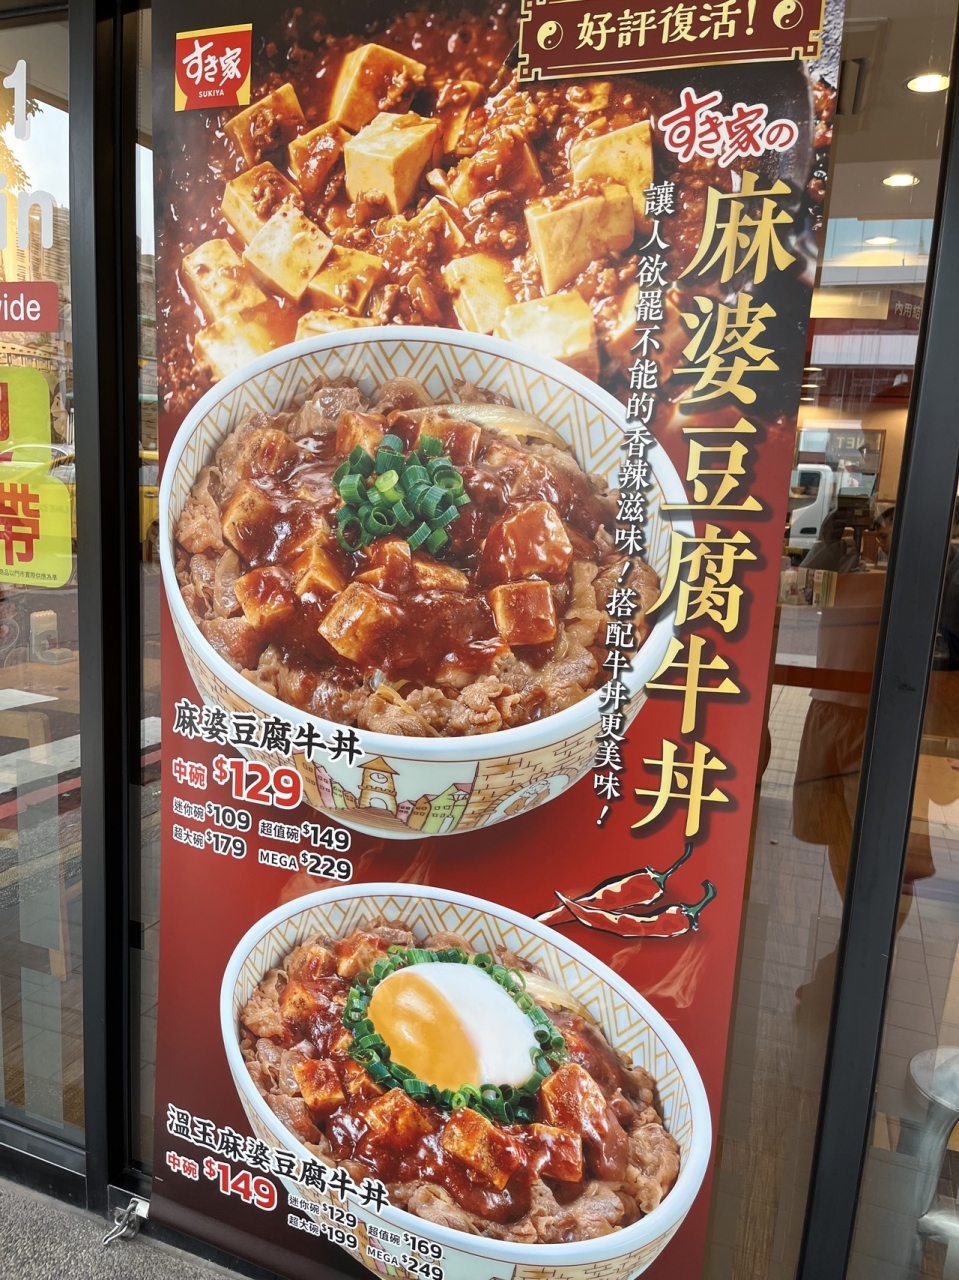 好評復活!
すき家
SUKIYA
すき家の
麻婆豆腐牛丼
讓人欲罷不能的香辣滋味!搭配牛丼更美味!
麻婆豆腐牛丼
中碗 $129
迷你碗 $109 超值碗 $149
超大碗 $179 MEGA $229
溫玉麻婆豆腐牛丼
中碗 $149
迷你碗 $129 超值碗 $169
超大碗 $199 MEGA $249
1
in
vide
帶